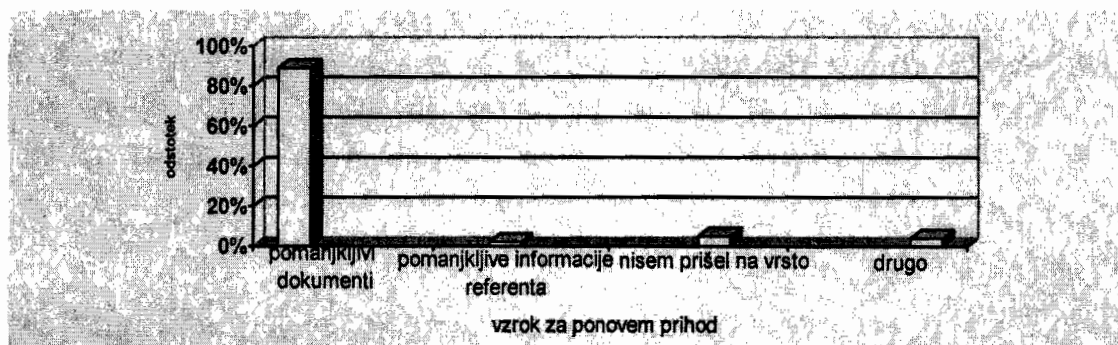 100%
80%
60%
40%
20%
0%
odstotek
pomanjkljivi
dokumenti
pomanjkljive informacije
referenta
nisem prišel na vrsto
drugo
vzrok za ponovem prihod